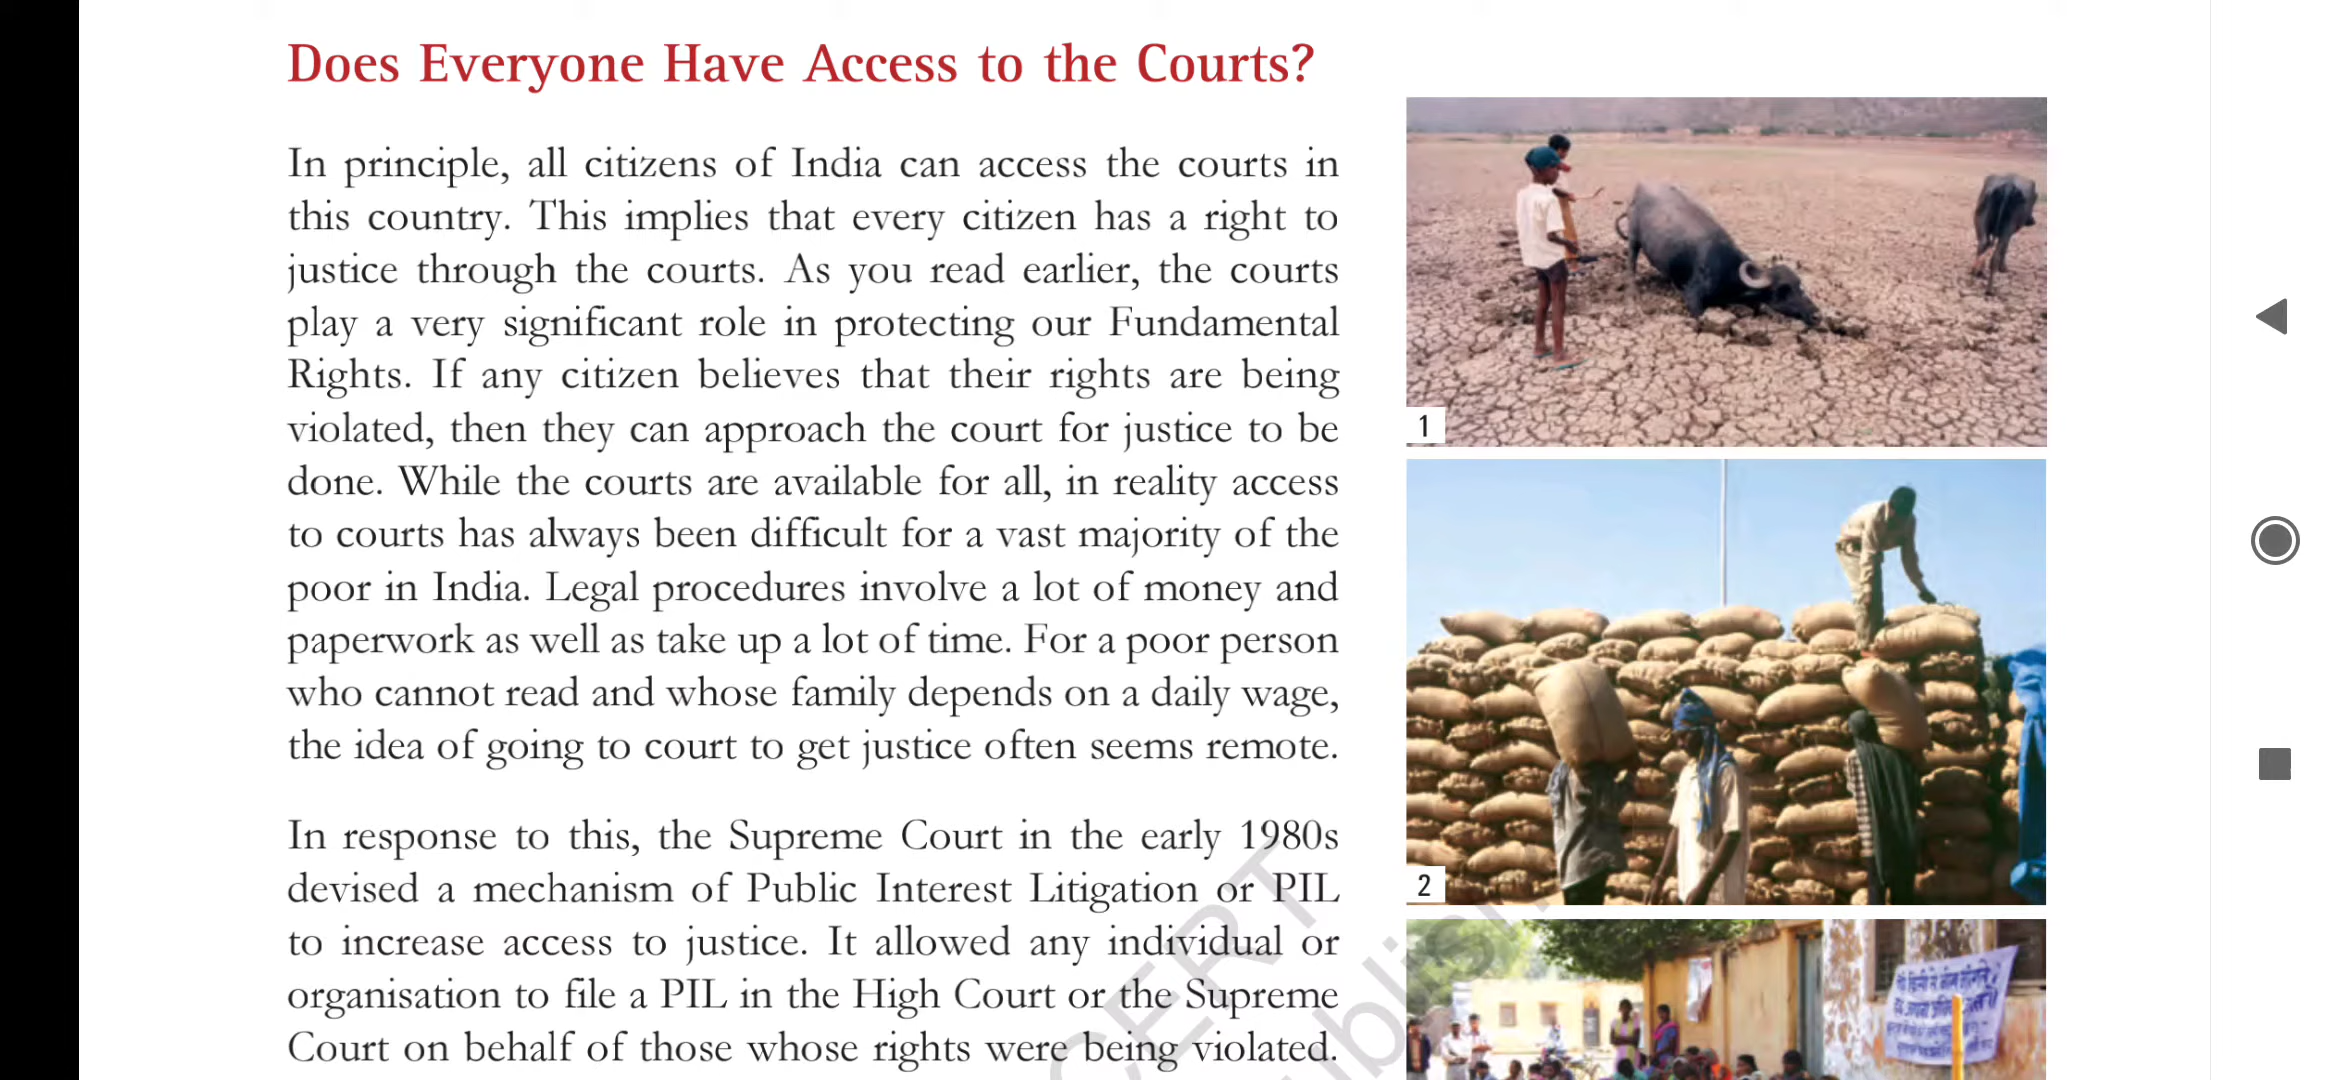 Does Everyone Have Access to the Courts?
In principle, all citizens of India can access the courts in
this country. This implies that every citizen has a right to
justice through the courts. As you read earlier, the courts
play a very significant role in protecting our Fundamental
Rights. If any citizen believes that their rights are being
violated, then they can approach the court for justice to be
done. While the courts are available for all, in reality access
to courts has always been difficult for a vast majority of the
poor in India. Legal procedures involve a lot of money and
paperwork as well as take up a lot of time. For a poor person
who cannot read and whose family depends on a daily wage,
the idea of going to court to get justice often seems remote.
In response to this, the Supreme Court in the early 1980s
devised a mechanism of Public Interest Litigation or PIL
to increase access to justice. It allowed any individual or
organisation to file a PIL in the High Court or the Supreme
Court on behalf of those whose rights were being violated.
1
2